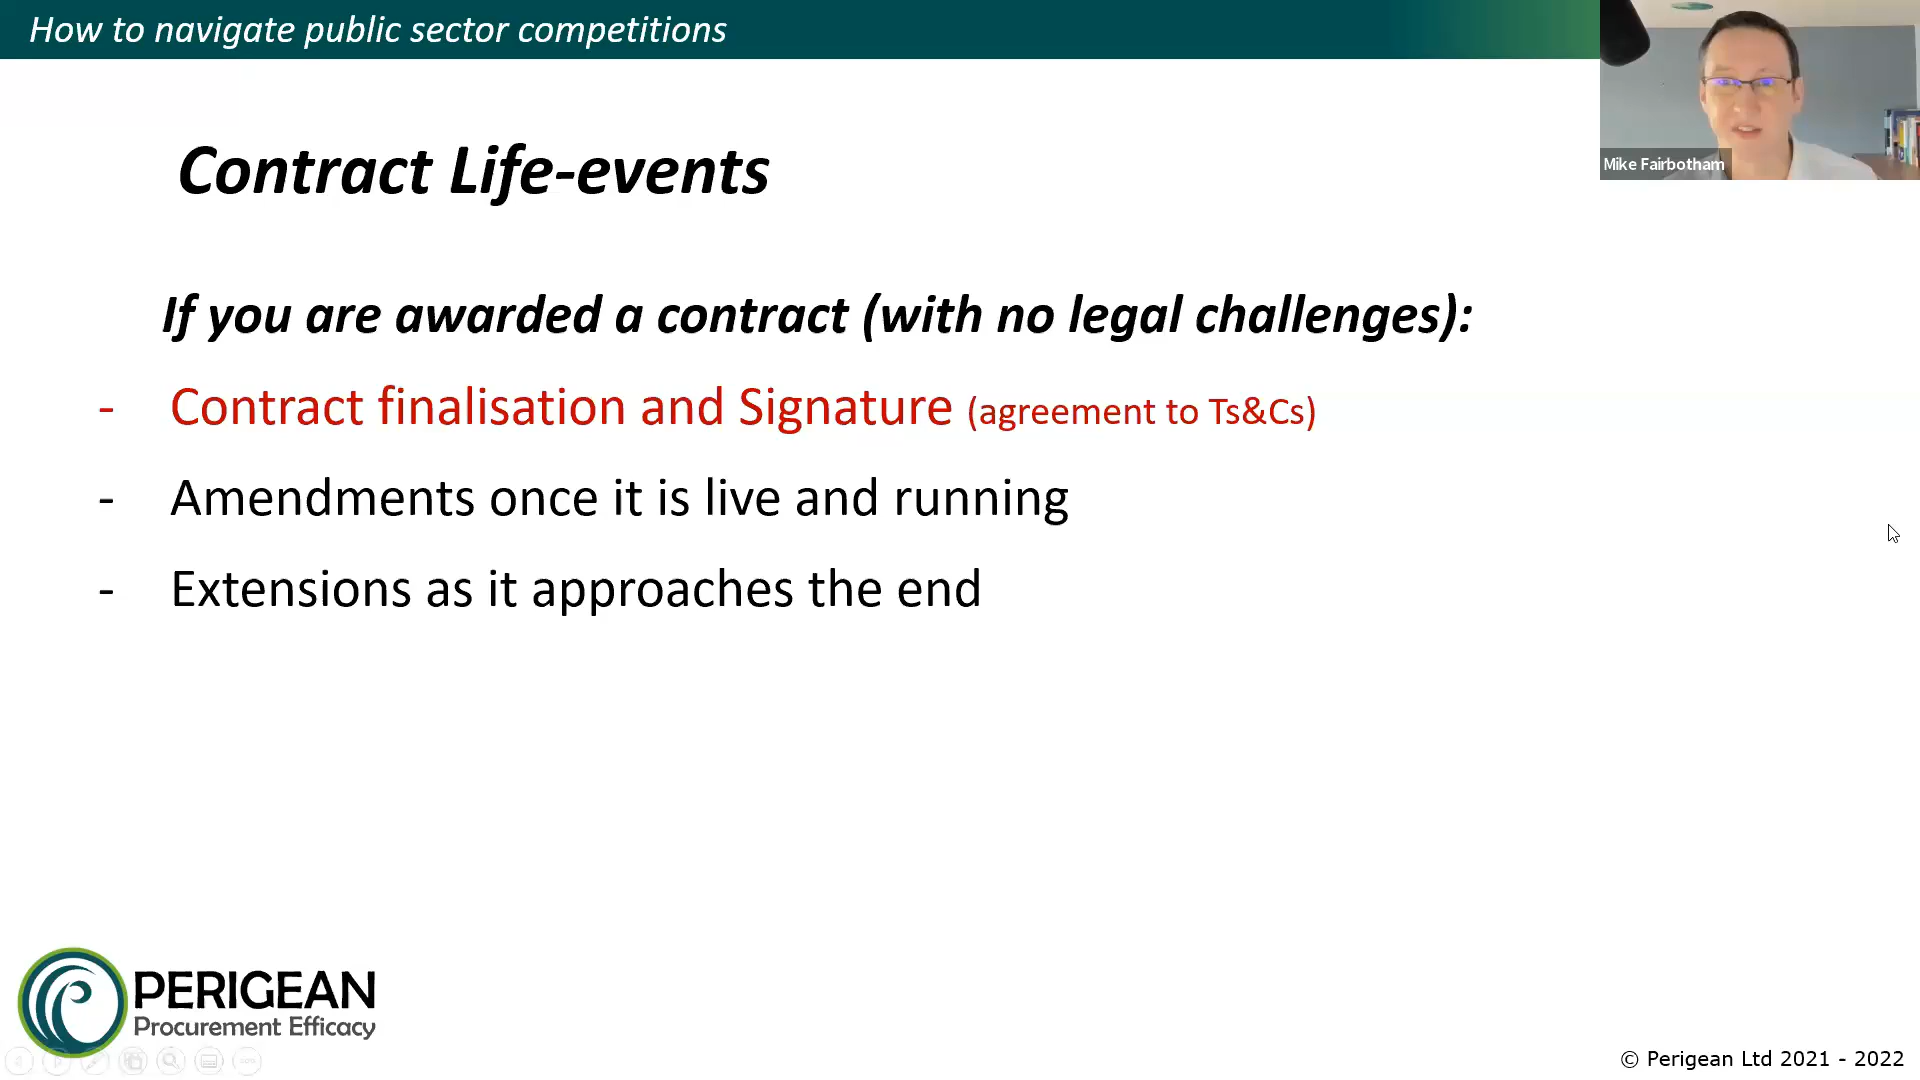 How to navigate public sector competitions
Mike Fairbotham
Contract Life-events
If you are awarded a contract (with no legal challenges):
- Contract finalisation and Signature (agreement to Ts&Cs)
- Amendments once it is live and running
- Extensions as it approaches the end
PERIGEAN
Procurement Efficacy
© Perigean Ltd 2021 - 2022